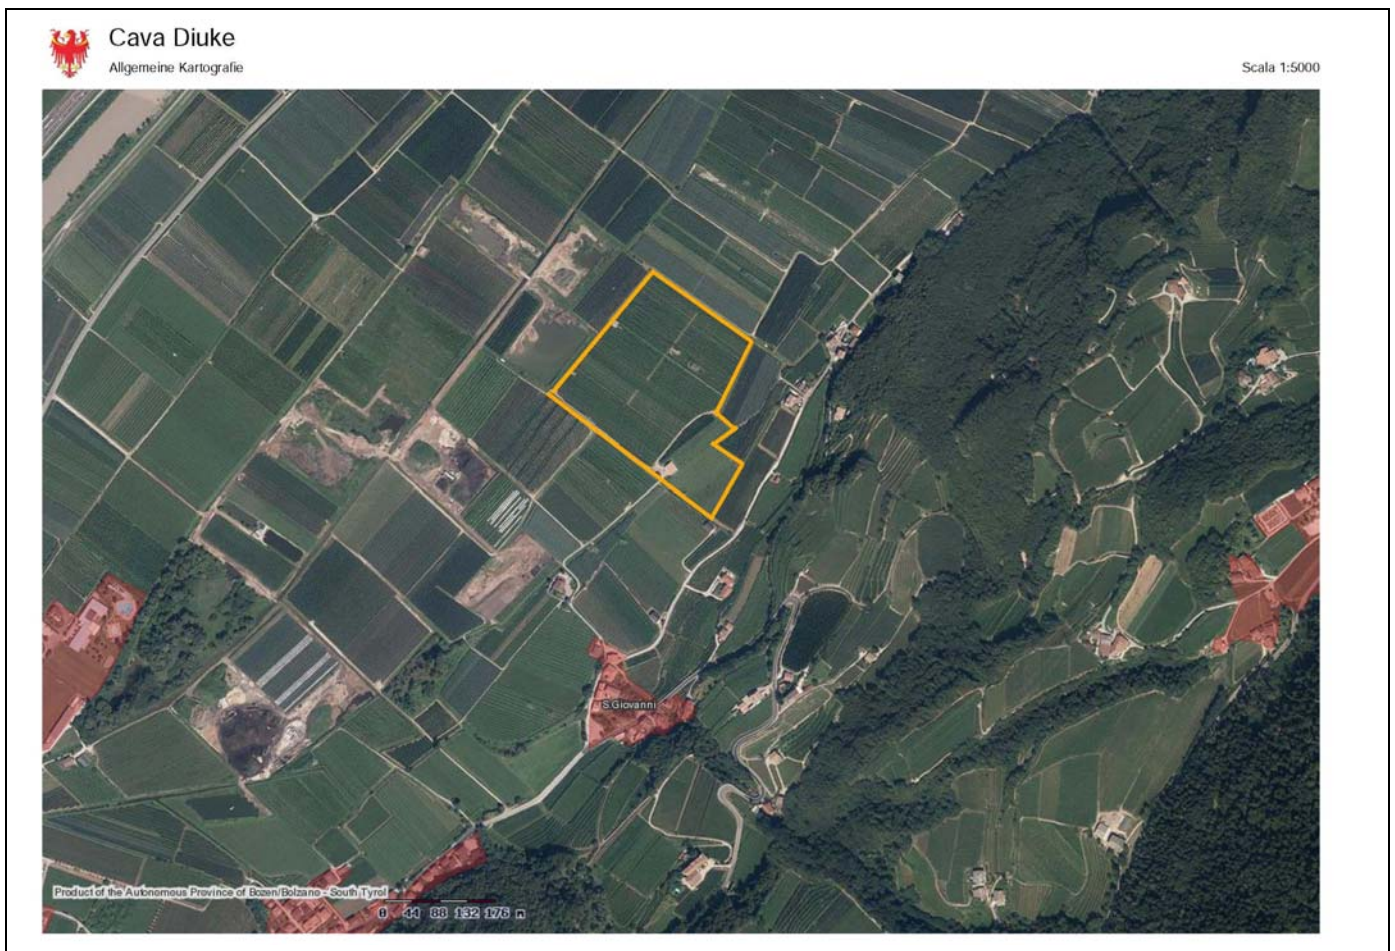 Cava Diuke
Allgemeine Kartografie
Scala 1:5000
S.Giovanni
Product of the Autonomous Province of Bozen/Bolzano - South Tyrol
0 44 88 132 176 m